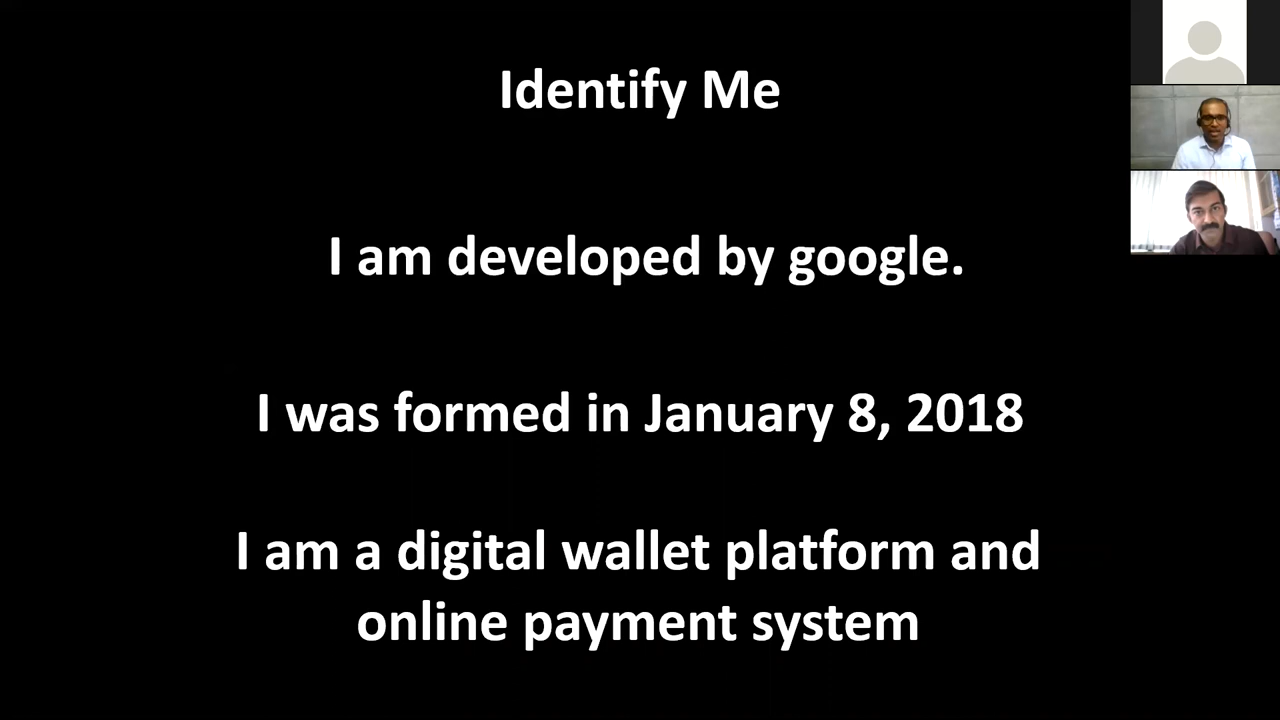 Identify Me
I am developed by google.
I was formed in January 8, 2018
I am a digital wallet platform and
online payment system